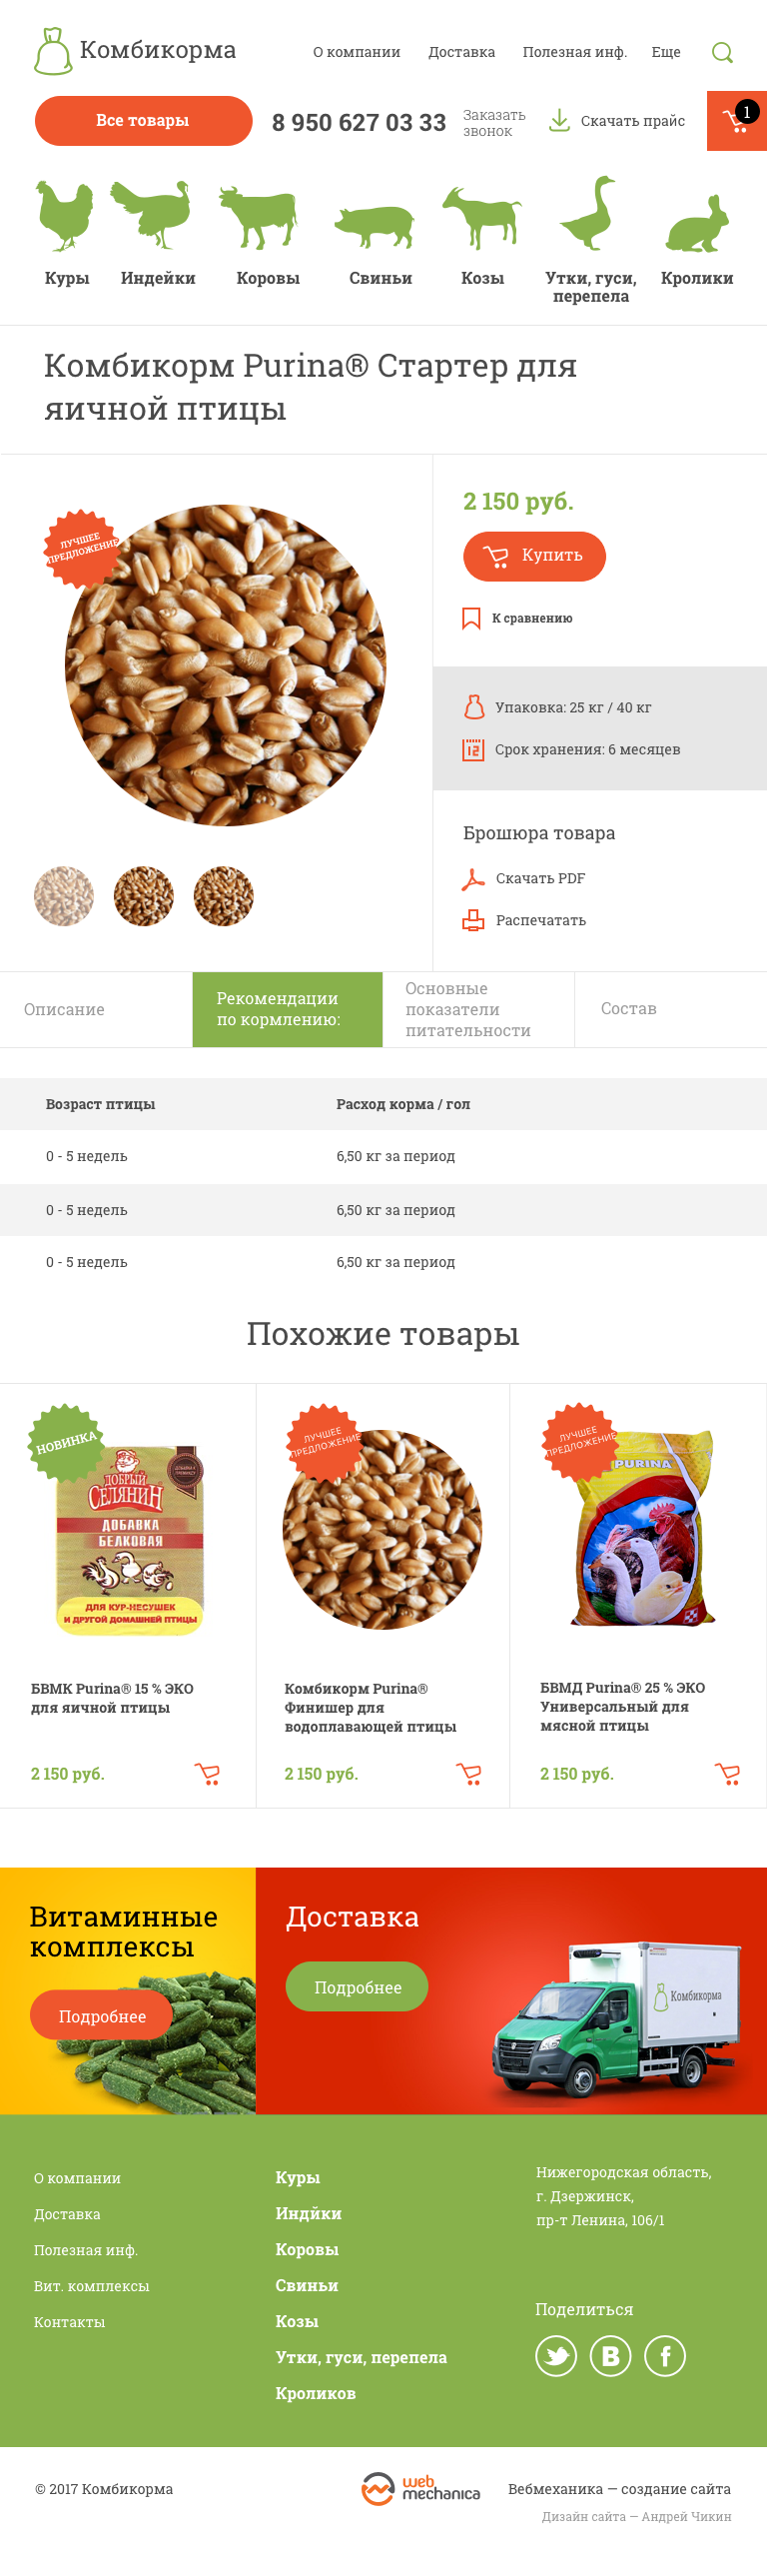 Комбикорма
О компании
Доставка
Полезная инф.
Еще
Все товары
8 950 627 03 33
Заказать
звонок
Скачать прайс
1
Куры
Индейки
Коровы
Свиньи
Козы
Утки, гуси,
перепела
Кролики
Комбикорм Purina® Стартер для
яичной птицы
ЛУЧШЕЕ
ПРЕДЛОЖЕНИЕ
2 150 руб.
Купить
К сравнению
Упаковка: 25 кг / 40 кг
12
Срок хранения: 6 месяцев
Брошюра товара
Скачать PDF
Распечатать
Описание
Рекомендации
по кормлению:
Основные
показатели
питательности
Состав
Возраст птицы
Расход корма / гол
0 - 5 недель
6,50 кг за период
0 - 5 недель
6,50 кг за период
0 - 5 недель
6,50 кг за период
Похожие товары
НОВИНКА
ДОБРЫЙ
СЕЛЯНИН
ДОБАВКА
БЕЛКОВАЯ
ДЛЯ КУР-НЕСУШЕК
И ДРУГОЙ ДОМАШНЕЙ ПТИЦЫ
БВМК Purina® 15 % ЭКО
для яичной птицы
2 150 руб.
ЛУЧШЕЕ
ПРЕДЛОЖЕНИЕ
Комбикорм Purina®
Финишер для
водоплавающей птицы
2 150 руб.
ЛУЧШЕЕ
ПРЕДЛОЖЕНИЕ
PURINA
БВМД Purina® 25 % ЭКО
Универсальный для
мясной птицы
2 150 руб.
Витаминные
комплексы
Подробнее
Доставка
Подробнее
Комбикорма
О компании
Доставка
Полезная инф.
Вит. комплексы
Контакты
Куры
Индйки
Коровы
Свиньи
Козы
Утки, гуси, перепела
Кроликов
Нижегородская область,
г. Дзержинск,
пр-т Ленина, 106/1
Поделиться
B
f
© 2017 Комбикорма
web
mechanica
Вебмеханика — создание сайта
Дизайн сайта — Андрей Чикин